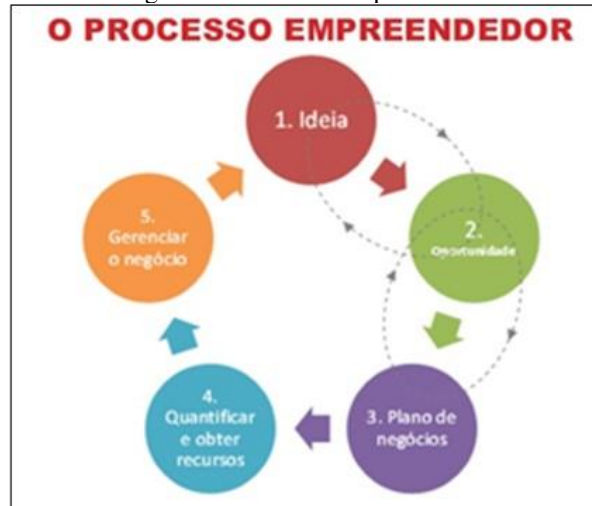 O PROCESSO EMPREENDEDOR
1. Ideia
2.
Oportunidade
3. Plano de
negócios
4.
Quantificar
e obter
recursos
5.
Gerenciar
o negócio